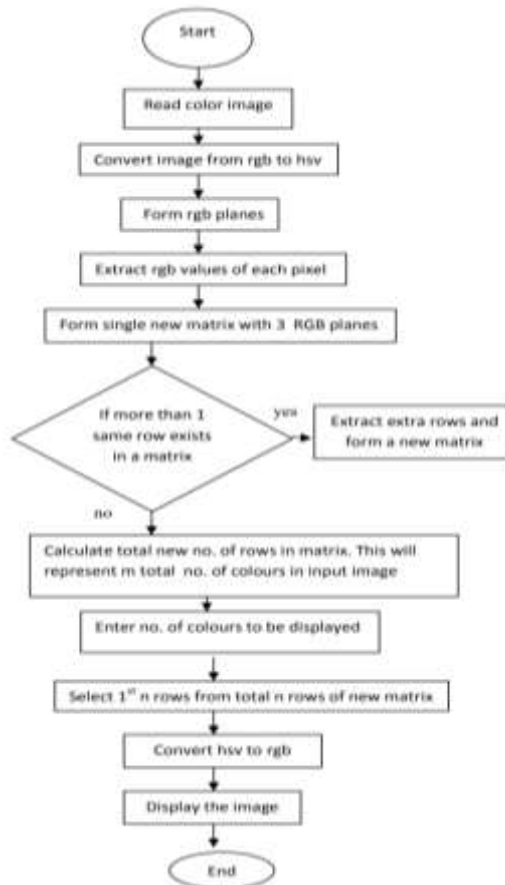 Start
Read color image
Convert image from rgb to hsv
Form rgb planes
Extract rgb values of each pixel
Form single new matrix with 3 RGB planes
If more than 1
same row exists
in a matrix
yes
Extract extra rows and
form a new matrix
no
Calculate total new no. of rows in matrix. This will
represent m total no. of colours in input image
Enter no. of colours to be displayed
Select 1st n rows from total n rows of new matrix
Convert hsv to rgb
Display the image
End